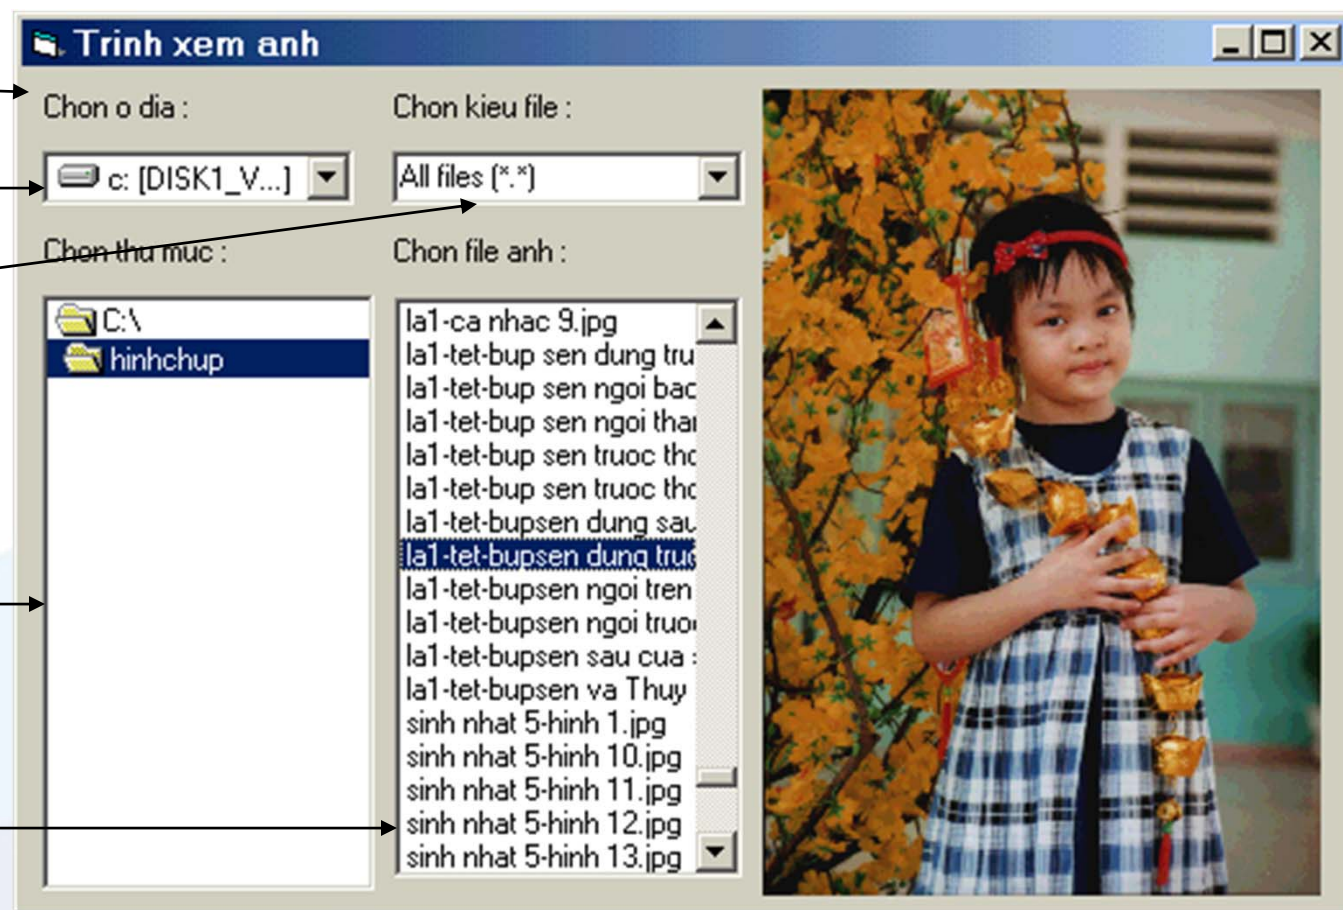 Trinh xem anh
Chon o dia :
Chon kieu file :
c: [DISK1_V...]
All files (*.*)
Chon thu muc :
Chon file anh :
C:\
hinhchup
la1-ca nhac 9.jpg
la1-tet-bup sen dung tru
la1-tet-bup sen ngoi bac
la1-tet-bup sen ngoi than
la1-tet-bup sen truoc tho
la1-tet-bup sen truoc tho
la1-tet-bupsen dung sau
la1-tet-bupsen dung truo
la1-tet-bupsen ngoi tren
la1-tet-bupsen ngoi truo
la1-tet-bupsen sau cua s
la1-tet-bupsen va Thuy
sinh nhat 5-hinh 1.jpg
sinh nhat 5-hinh 10.jpg
sinh nhat 5-hinh 11.jpg
sinh nhat 5-hinh 12.jpg
sinh nhat 5-hinh 13.jpg